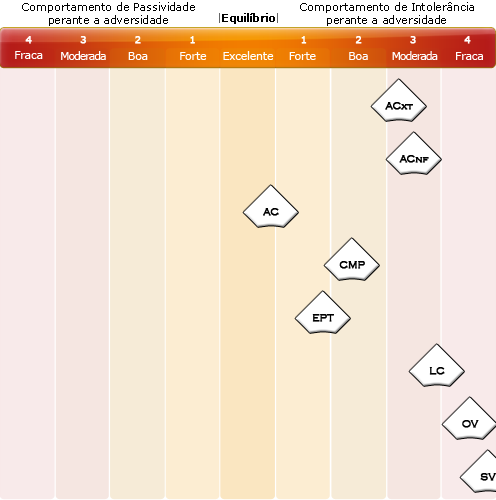 Comportamento de Passividade
perante a adversidade
|Equilíbrio|
Comportamento de Intolerância
perante a adversidade
4 3 2 1 1 2 3 4
Fraca Moderada Boa Forte Excelente Forte Boa Moderada Fraca
ACXT
ACNF
AC
CMP
EPT
LC
OV
SV